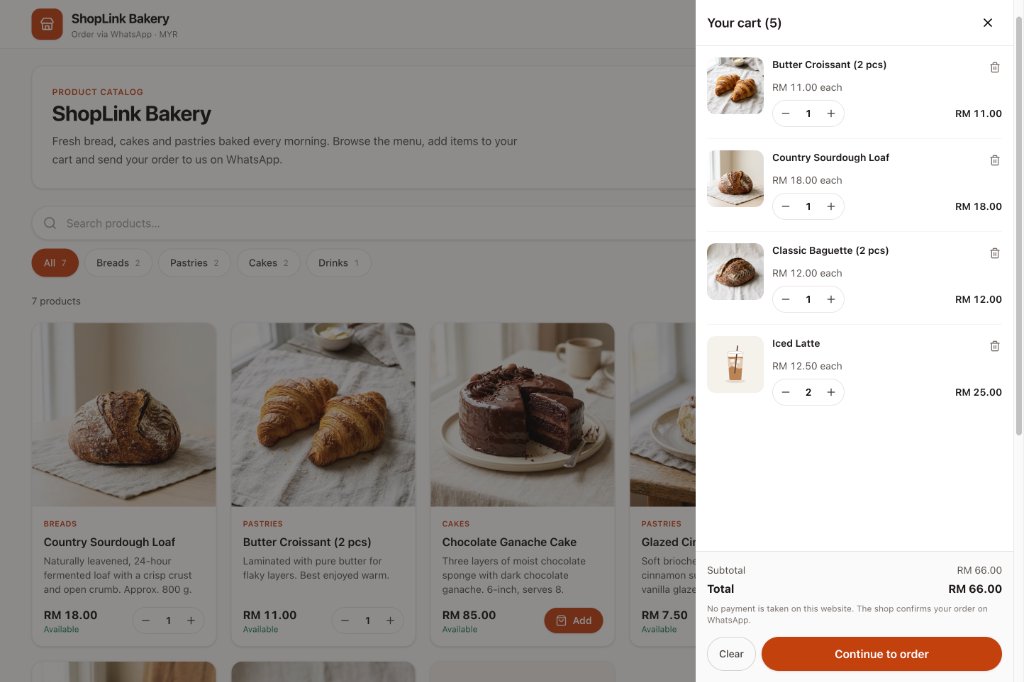 ShopLink Bakery
Order via WhatsApp · MYR
PRODUCT CATALOG
ShopLink Bakery
Fresh bread, cakes and pastries baked every morning. Browse the menu, add items to your
cart and send your order to us on WhatsApp.
Search products...
All 7
Breads 2
Pastries 2
Cakes 2
Drinks 1
7 products
BREADS
Country Sourdough Loaf
Naturally leavened, 24-hour
fermented loaf with a crisp crust
and open crumb. Approx. 800 g.
RM 18.00
Available
− 1 +
PASTRIES
Butter Croissant (2 pcs)
Laminated with pure butter for
flaky layers. Best enjoyed warm.
RM 11.00
Available
− 1 +
CAKES
Chocolate Ganache Cake
Three layers of moist chocolate
sponge with dark chocolate
ganache. 6-inch, serves 8.
RM 85.00
Available
Add
PASTRIES
Glazed Cin
Soft brioche
cinnamon su
vanilla glaze
RM 7.50
Available
Your cart (5)
Butter Croissant (2 pcs)
RM 11.00 each
− 1 +
RM 11.00
Country Sourdough Loaf
RM 18.00 each
− 1 +
RM 18.00
Classic Baguette (2 pcs)
RM 12.00 each
− 1 +
RM 12.00
Iced Latte
RM 12.50 each
− 2 +
RM 25.00
Subtotal
RM 66.00
Total
RM 66.00
No payment is taken on this website. The shop confirms your order on
WhatsApp.
Clear
Continue to order